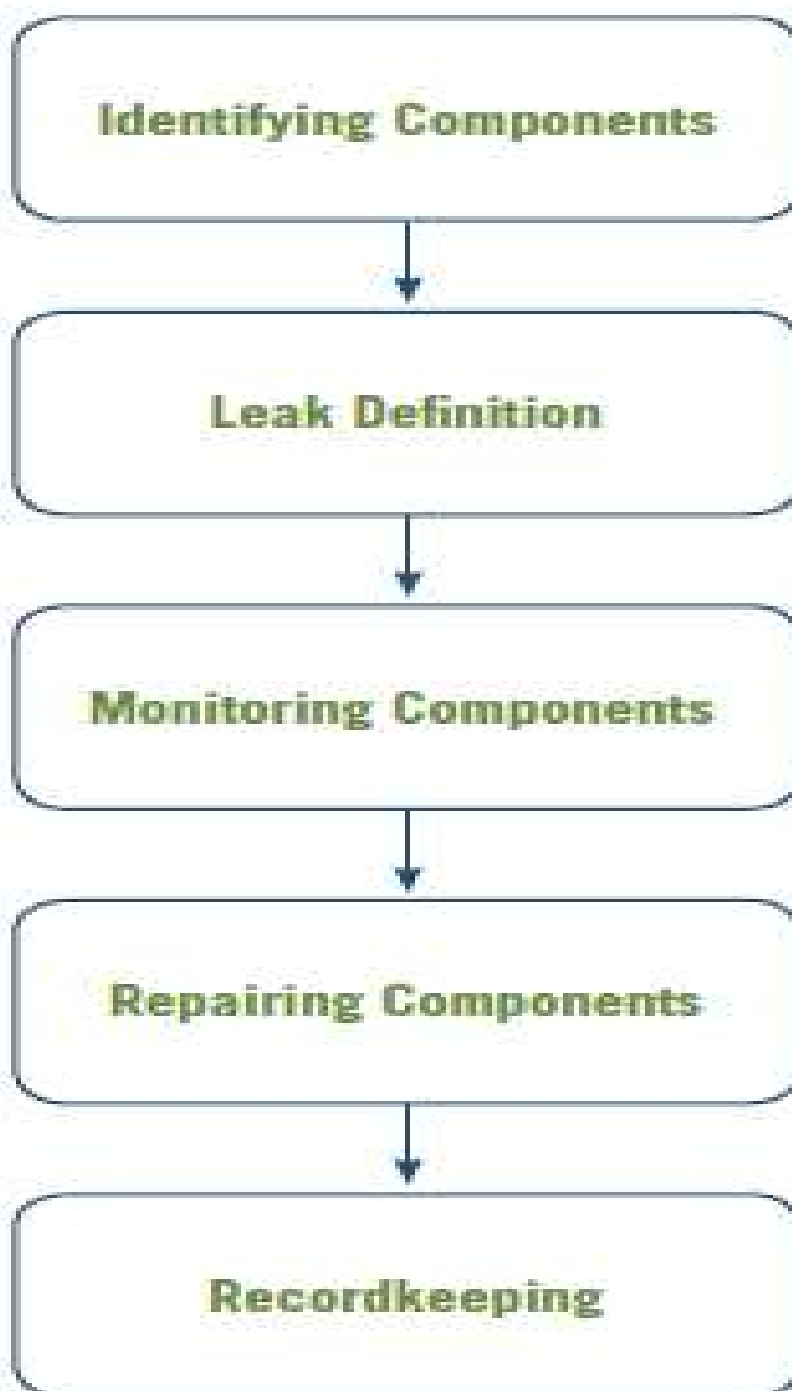 Identifying Components
Leak Definition
Monitoring Components
Repairing Components
Recordkeeping